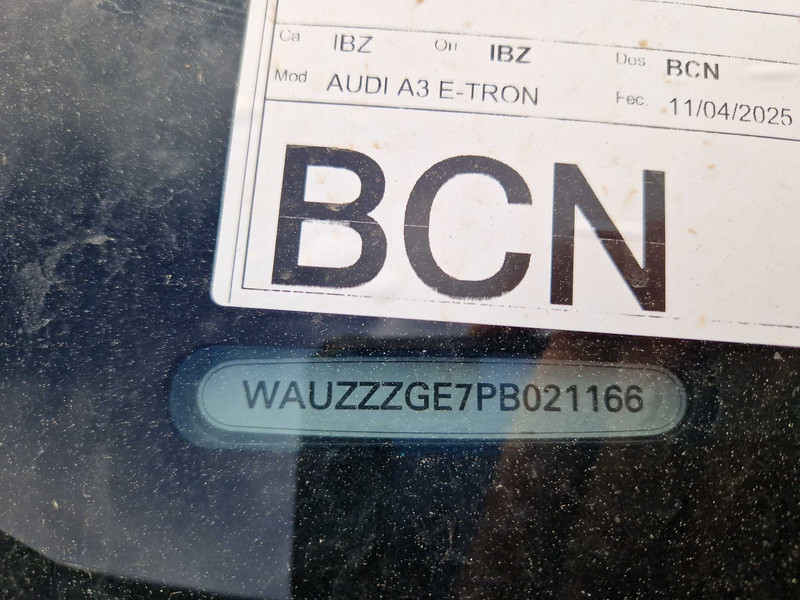 Ca IBZ Ori IBZ Des. BCN
Mod AUDI A3 E-TRON Fec. 11/04/2025
BCN
WAUZZZGE7PB021166